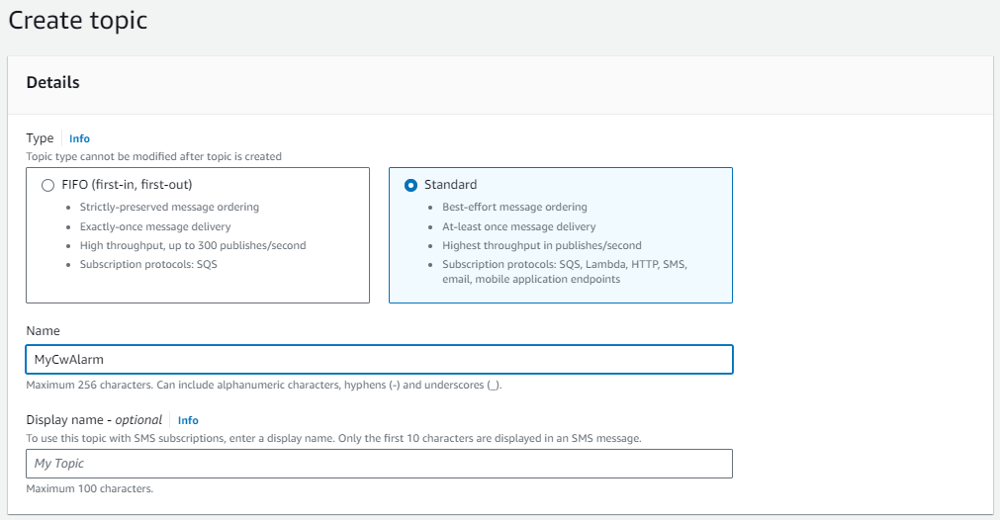 Create topic
Details
Type Info
Topic type cannot be modified after topic is created
FIFO (first-in, first-out)
Strictly-preserved message ordering
Exactly-once message delivery
High throughput, up to 300 publishes/second
Subscription protocols: SQS
Standard
Best-effort message ordering
At-least once message delivery
Highest throughput in publishes/second
Subscription protocols: SQS, Lambda, HTTP, SMS,
email, mobile application endpoints
Name
MyCwAlarm
Maximum 256 characters. Can include alphanumeric characters, hyphens (-) and underscores (_).
Display name - optional Info
To use this topic with SMS subscriptions, enter a display name. Only the first 10 characters are displayed in an SMS message.
My Topic
Maximum 100 characters.